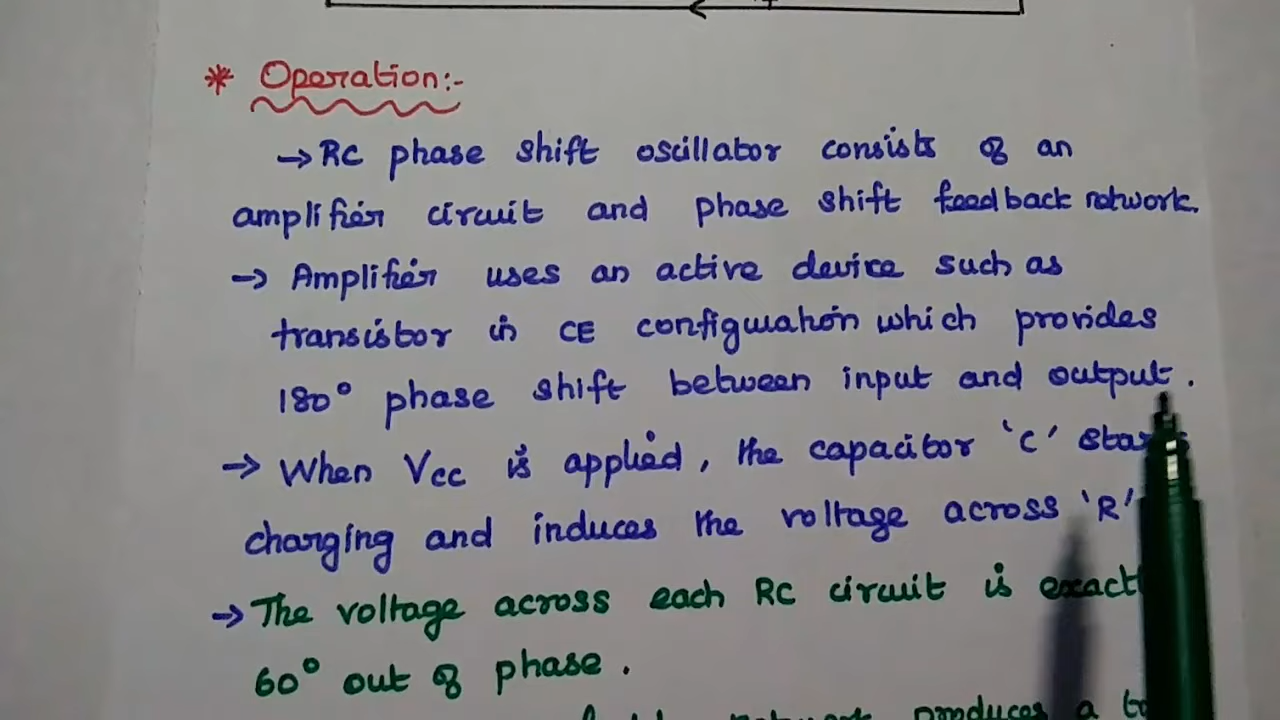 * Operation:-
→ RC phase shift oscillator consists of an
amplifier circuit and phase shift feedback network.
→ Amplifier uses an active device such as
transistor in CE configuration which provides
180° phase shift between input and output.
→ When Vcc is applied, the capacitor 'C'
charging and induces the voltage across 'R'
→ The voltage across each RC circuit is
60° out of phase.
network produces a